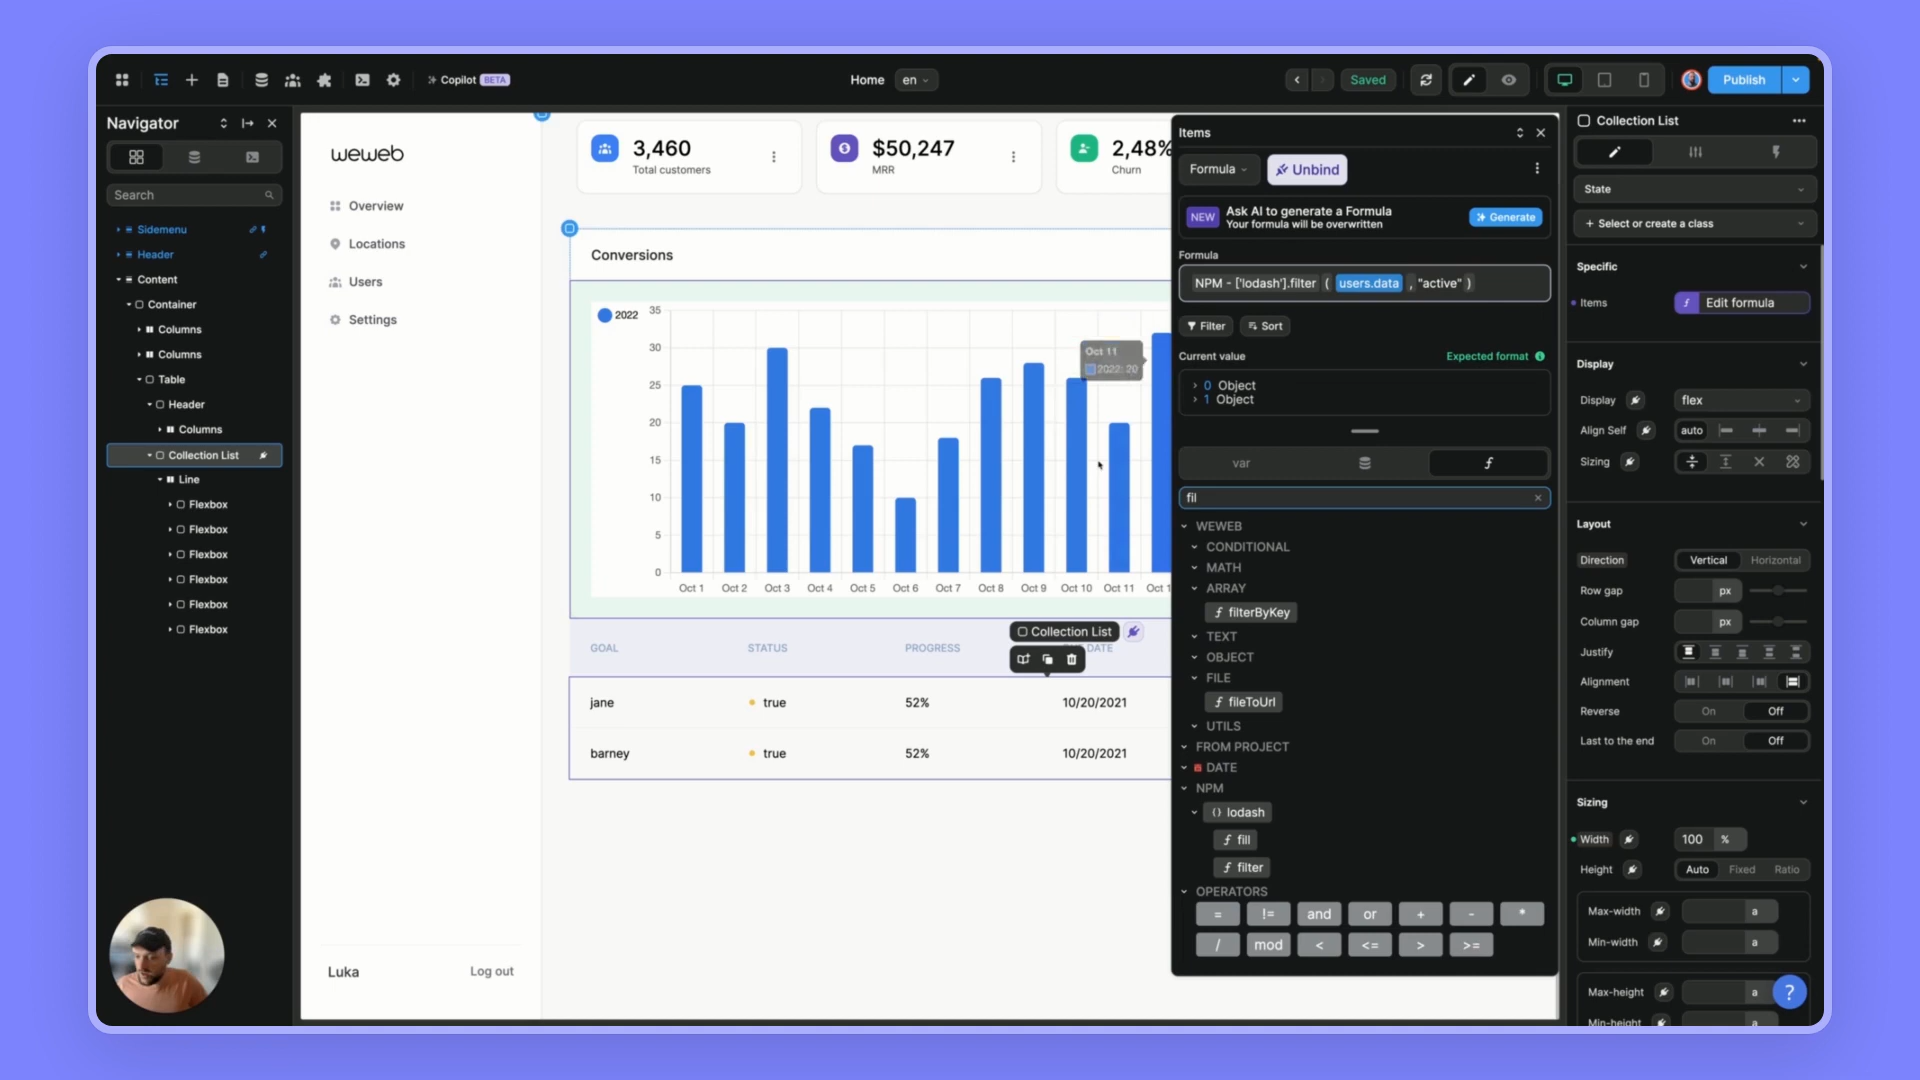 Copilot BETA
Home
en
Saved
Publish
Navigator
Search
Sidemenu
Header
Content
Container
Columns
Columns
Table
Header
Columns
Collection List
Line
Flexbox
Flexbox
Flexbox
Flexbox
Flexbox
Flexbox
weweb
Overview
Locations
Users
Settings
Luka
Log out
3,460
Total customers
$50,247
MRR
2,48%
Churn
Conversions
2022
35
30
25
20
15
10
5
0
Oct 11
2022: 20
Oct 1
Oct 2
Oct 3
Oct 4
Oct 5
Oct 6
Oct 7
Oct 8
Oct 9
Oct 10
Oct 11
Oct 1
Collection List
GOAL
STATUS
PROGRESS
DATE
jane
true
52%
10/20/2021
barney
true
52%
10/20/2021
Items
Formula
Unbind
NEW
Ask AI to generate a Formula
Your formula will be overwritten
Generate
Formula
NPM - ['lodash'].filter ( users.data , "active" )
Filter
Sort
Current value
Expected format
0 Object
1 Object
var
f
fil
WEWEB
CONDITIONAL
MATH
ARRAY
f filterByKey
TEXT
OBJECT
FILE
f fileToUrl
UTILS
FROM PROJECT
DATE
NPM
() lodash
f fill
f filter
OPERATORS
= != and or + - *
/ mod < <= > >=
Collection List
State
+ Select or create a class
Specific
Items
f Edit formula
Display
Display
flex
Align Self
auto
Sizing
Layout
Direction
Vertical
Horizontal
Row gap
px
Column gap
px
Justify
Alignment
Reverse
On
Off
Last to the end
On
Off
Sizing
Width
100 %
Height
Auto
Fixed
Ratio
Max-width
a
Min-width
a
Max-height
a
Min-height
a
?